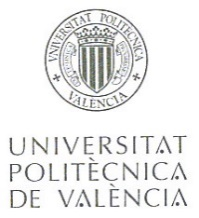 UNIVERSITAT POLITECNICA
VALENCIA
UNIVERSITAT
POLITÈCNICA
DE VALÈNCIA